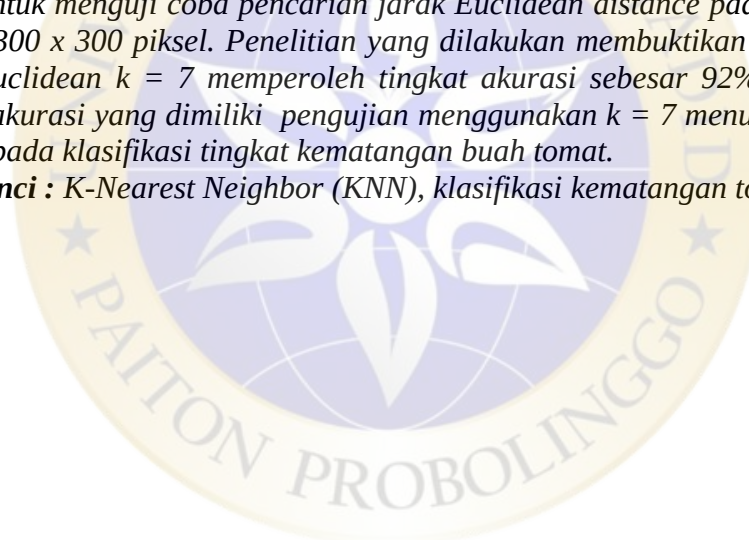 ntuk menguji coba pencarian jarak Euclidean distance pad
300 x 300 piksel. Penelitian yang dilakukan membuktikan
uclidean k = 7 memperoleh tingkat akurasi sebesar 92%
akurasi yang dimiliki pengujian menggunakan k = 7 menu
pada klasifikasi tingkat kematangan buah tomat.
nci : K-Nearest Neighbor (KNN), klasifikasi kematangan to
PAITON PROBOLINGGO